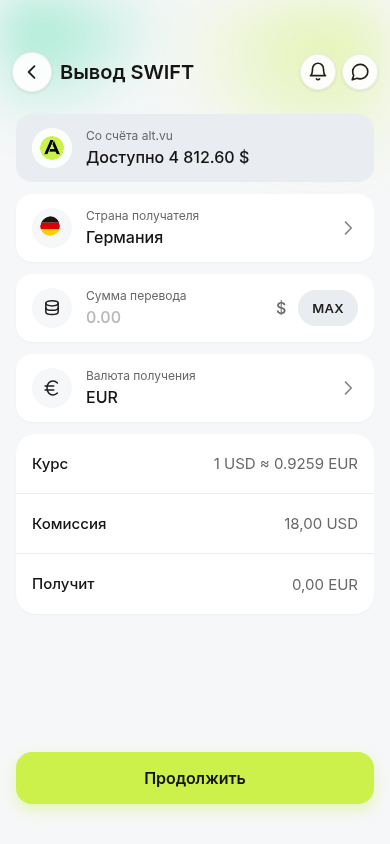 Вывод SWIFT
Со счёта alt.vu
Доступно 4 812.60 $
Страна получателя
Германия
Сумма перевода
0.00
$
MAX
Валюта получения
EUR
Курс
1 USD ≈ 0.9259 EUR
Комиссия
18,00 USD
Получит
0,00 EUR
Продолжить